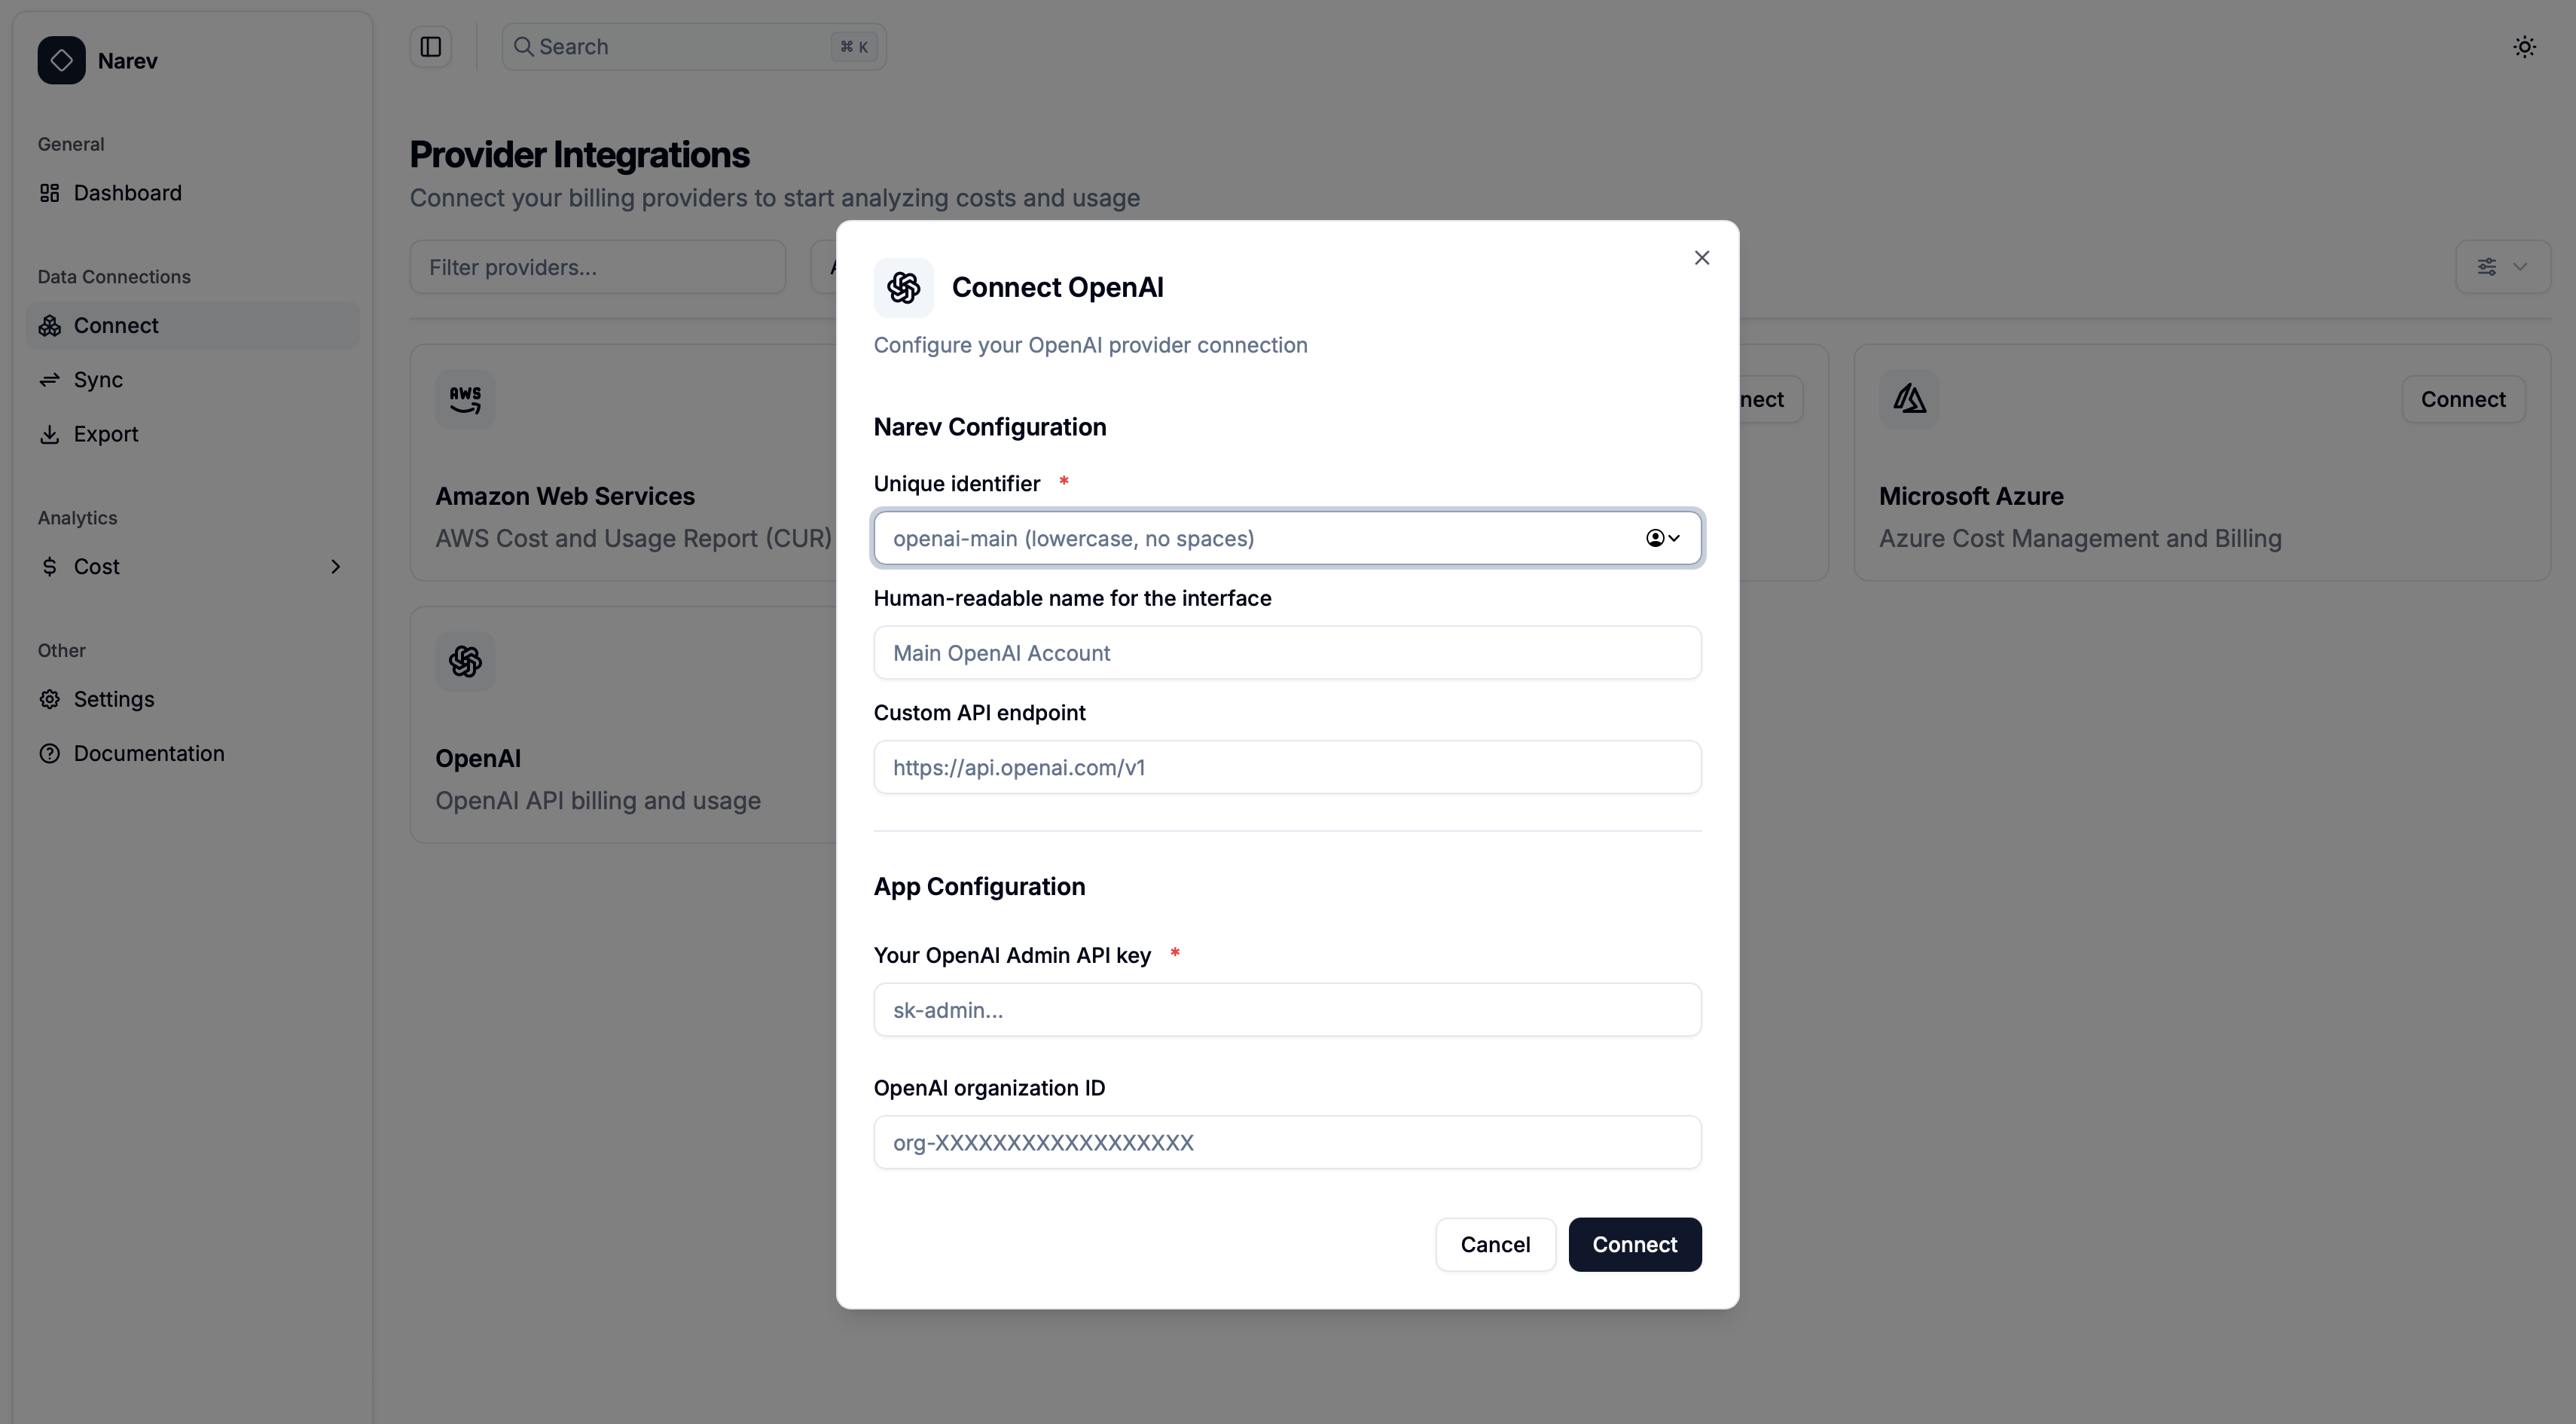 Narev
Search
⌘ K
General
Dashboard
Data Connections
Connect
Sync
Export
Analytics
Cost
Other
Settings
Documentation
Provider Integrations
Connect your billing providers to start analyzing costs and usage
Filter providers...
AWS
Amazon Web Services
AWS Cost and Usage Report (CUR)
Connect
Microsoft Azure
Azure Cost Management and Billing
OpenAI
OpenAI API billing and usage
Connect OpenAI
Configure your OpenAI provider connection
Narev Configuration
Unique identifier *
openai-main (lowercase, no spaces)
Human-readable name for the interface
Main OpenAI Account
Custom API endpoint
https://api.openai.com/v1
App Configuration
Your OpenAI Admin API key *
sk-admin...
OpenAI organization ID
org-XXXXXXXXXXXXXXXXXX
Cancel
Connect